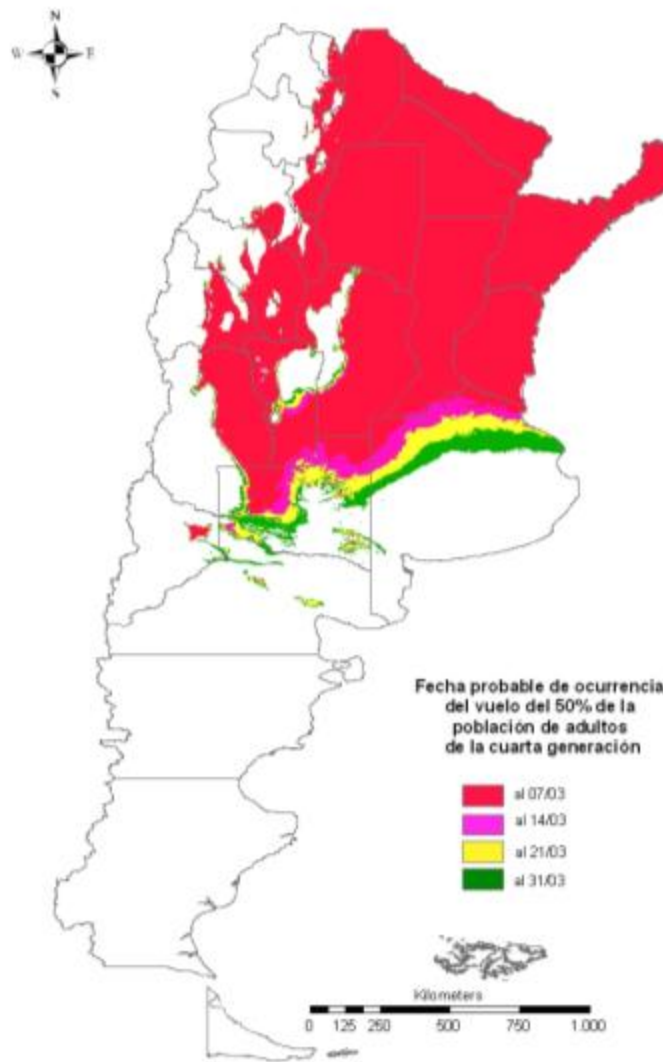 N
W E
S
Fecha probable de ocurrencia
del vuelo del 50% de la
población de adultos
de la cuarta generación
al 07/03
al 14/03
al 21/03
al 31/03
Kilometers
0 125 250 500 750 1.000